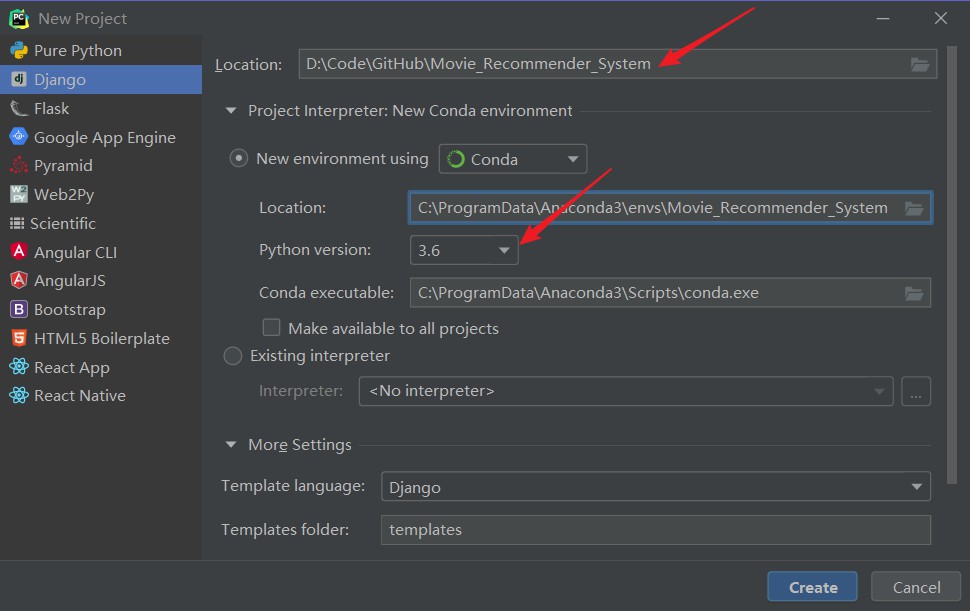 New Project
Pure Python
Django
Flask
Google App Engine
Pyramid
Web2Py
Scientific
Angular CLI
AngularJS
Bootstrap
HTML5 Boilerplate
React App
React Native
Location: D:\Code\GitHub\Movie_Recommender_System
Project Interpreter: New Conda environment
New environment using Conda
Location: C:\ProgramData\Anaconda3\envs\Movie_Recommender_System
Python version: 3.6
Conda executable: C:\ProgramData\Anaconda3\Scripts\conda.exe
Make available to all projects
Existing interpreter
Interpreter: <No interpreter> ...
More Settings
Template language: Django
Templates folder: templates
Create Cancel